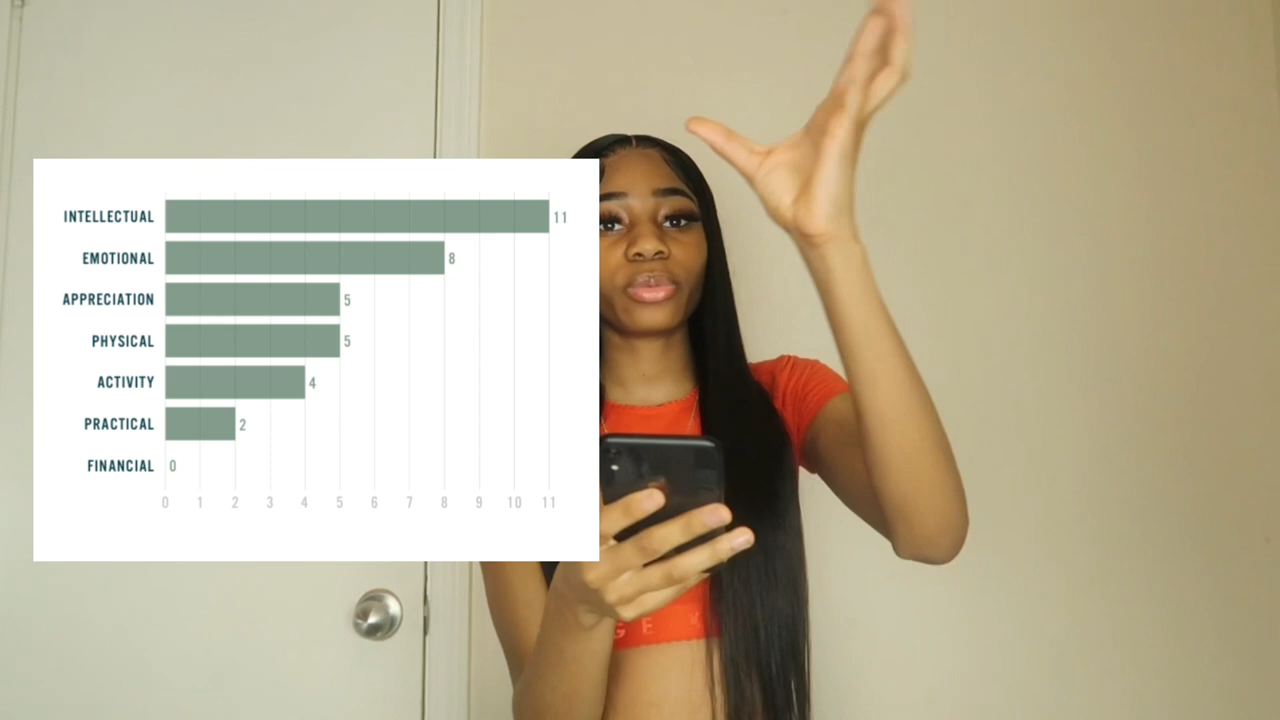 INTELLECTUAL 11
EMOTIONAL 8
APPRECIATION 5
PHYSICAL 5
ACTIVITY 4
PRACTICAL 2
FINANCIAL 0
0 1 2 3 4 5 6 7 8 9 10 11